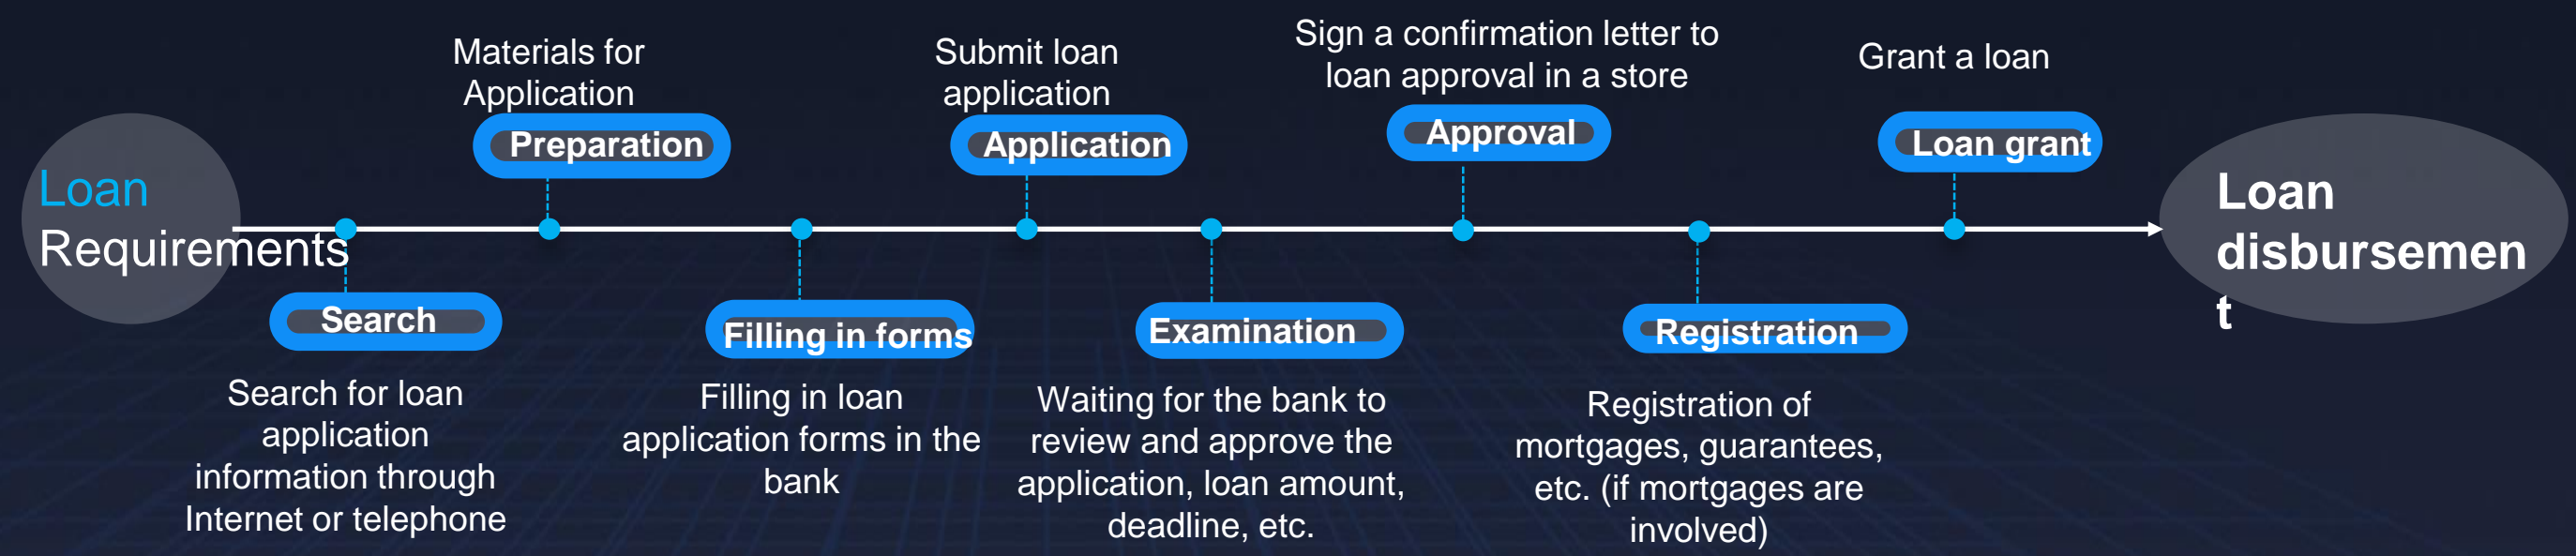 Loan
Requirements
Search
Search for loan
application
information through
Internet or telephone
Materials for
Application
Preparation
Filling in forms
Filling in loan
application forms in the
bank
Submit loan
application
Application
Examination
Waiting for the bank to
review and approve the
application, loan amount,
deadline, etc.
Sign a confirmation letter to
loan approval in a store
Approval
Registration
Registration of
mortgages, guarantees,
etc. (if mortgages are
involved)
Grant a loan
Loan grant
Loan
disbursemen
t